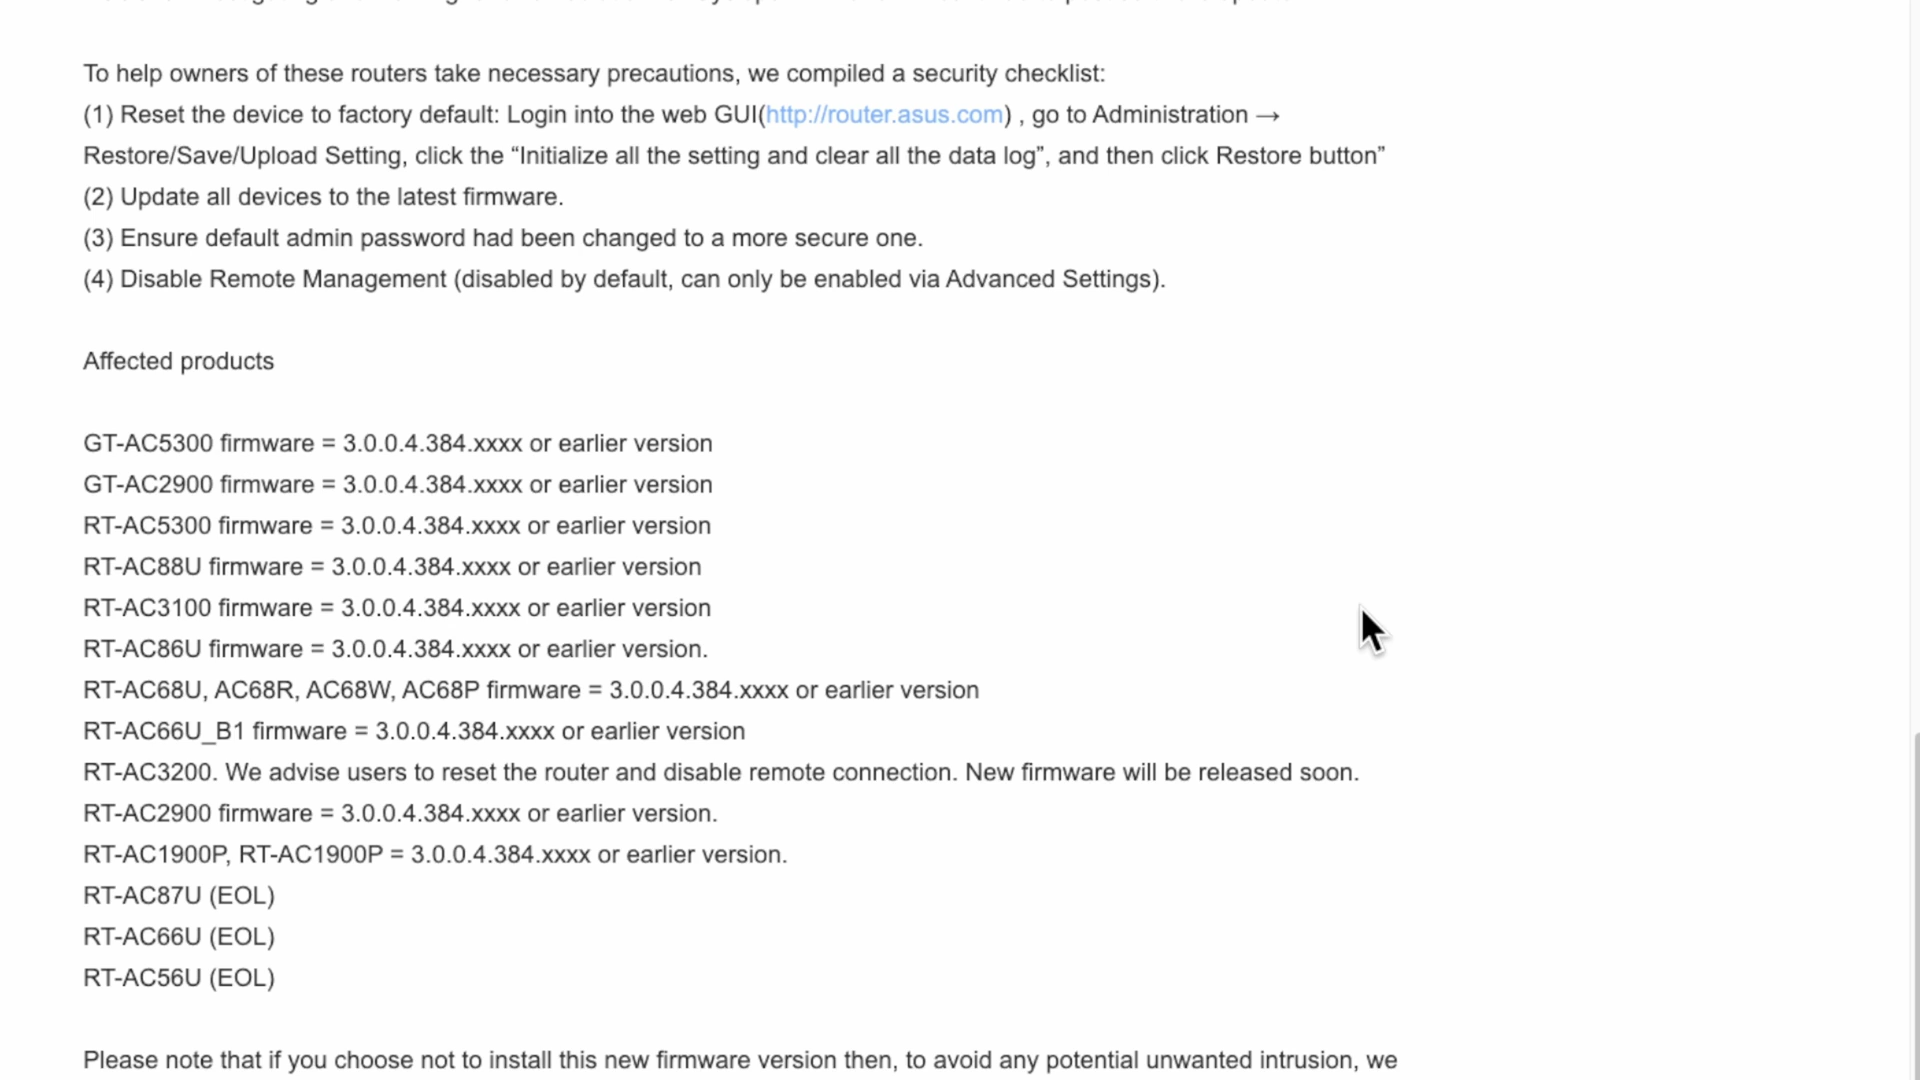 To help owners of these routers take necessary precautions, we compiled a security checklist:
(1) Reset the device to factory default: Login into the web GUI(http://router.asus.com) , go to Administration →
Restore/Save/Upload Setting, click the “Initialize all the setting and clear all the data log”, and then click Restore button”
(2) Update all devices to the latest firmware.
(3) Ensure default admin password had been changed to a more secure one.
(4) Disable Remote Management (disabled by default, can only be enabled via Advanced Settings).
Affected products
GT-AC5300 firmware = 3.0.0.4.384.xxxx or earlier version
GT-AC2900 firmware = 3.0.0.4.384.xxxx or earlier version
RT-AC5300 firmware = 3.0.0.4.384.xxxx or earlier version
RT-AC88U firmware = 3.0.0.4.384.xxxx or earlier version
RT-AC3100 firmware = 3.0.0.4.384.xxxx or earlier version
RT-AC86U firmware = 3.0.0.4.384.xxxx or earlier version.
RT-AC68U, AC68R, AC68W, AC68P firmware = 3.0.0.4.384.xxxx or earlier version
RT-AC66U_B1 firmware = 3.0.0.4.384.xxxx or earlier version
RT-AC3200. We advise users to reset the router and disable remote connection. New firmware will be released soon.
RT-AC2900 firmware = 3.0.0.4.384.xxxx or earlier version.
RT-AC1900P, RT-AC1900P = 3.0.0.4.384.xxxx or earlier version.
RT-AC87U (EOL)
RT-AC66U (EOL)
RT-AC56U (EOL)
Please note that if you choose not to install this new firmware version then, to avoid any potential unwanted intrusion, we